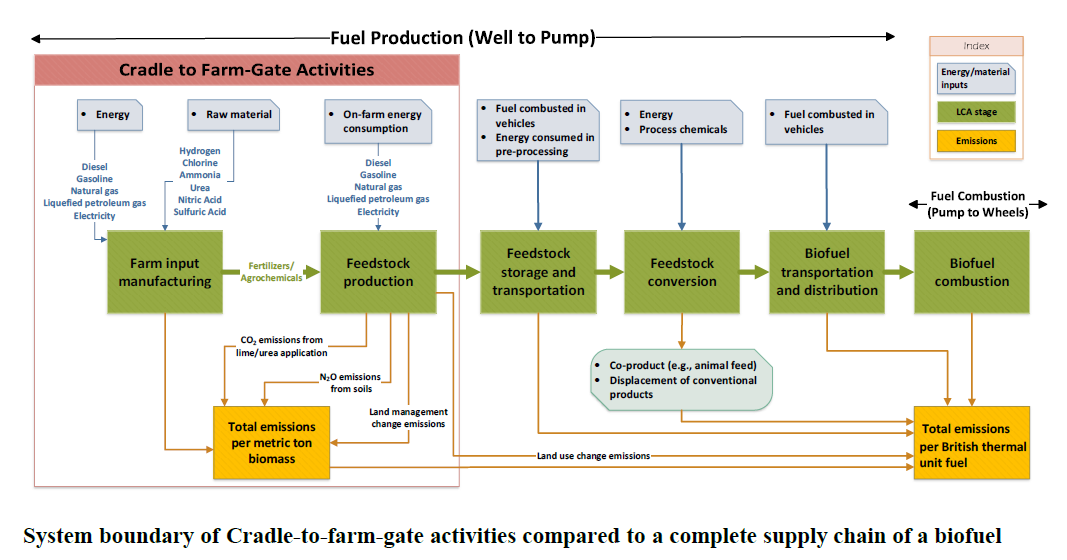 Fuel Production (Well to Pump)
Index
Energy/material
inputs
LCA stage
Emissions
Cradle to Farm-Gate Activities
• Energy
• Raw material
• On-farm energy
consumption
• Fuel combusted in
vehicles
• Energy consumed in
pre-processing
• Energy
• Process chemicals
• Fuel combusted in
vehicles
Diesel
Gasoline
Natural gas
Liquefied petroleum gas
Electricity
Hydrogen
Chlorine
Ammonia
Urea
Nitric Acid
Sulfuric Acid
Diesel
Gasoline
Natural gas
Liquefied petroleum gas
Electricity
Fuel Combustion
(Pump to Wheels)
Farm input
manufacturing
Fertilizers/
Agrochemicals
Feedstock
production
Feedstock
storage and
transportation
Feedstock
conversion
Biofuel
transportation
and distribution
Biofuel
combustion
CO₂ emissions from
lime/urea application
N₂O emissions
from soils
Land management
change emissions
• Co-product (e.g., animal feed)
• Displacement of conventional
products
Total emissions
per metric ton
biomass
Land use change emissions
Total emissions
per British thermal
unit fuel
System boundary of Cradle-to-farm-gate activities compared to a complete supply chain of a biofuel